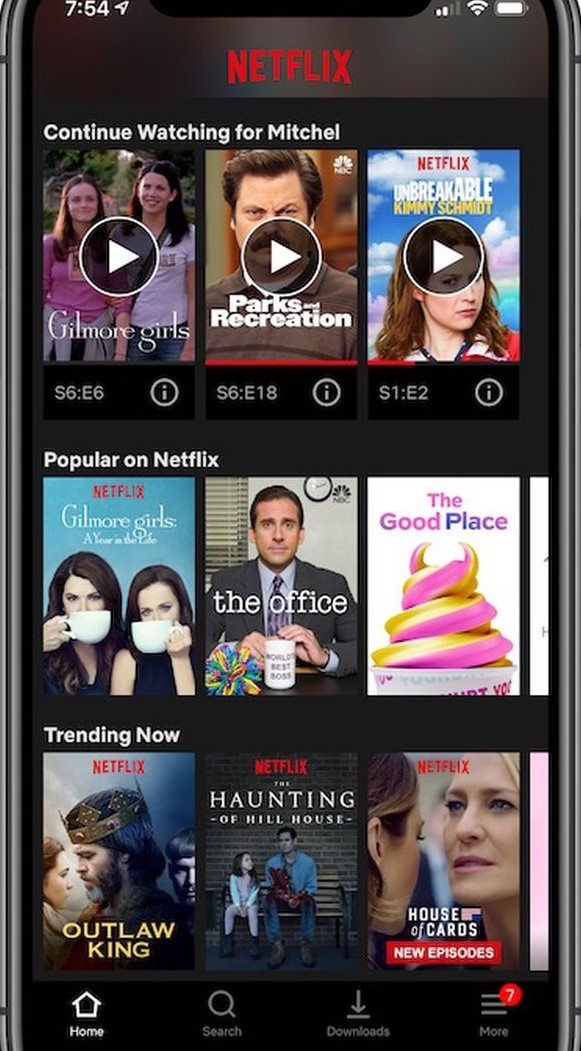 7:54
NETFLIX
Continue Watching for Mitchel
NBC
NETFLIX
UNBREAKABLE
KIMMY SCHMIDT
Gilmore girls
Parks and
Recreation
S6:E6
S6:E18
S1:E2
Popular on Netflix
NETFLIX
Gilmore girls:
A Year in the Life
NBC
the office
WORLD'S
BEST
BOSS
The
Good Place
Trending Now
NETFLIX
OUTLAW
KING
NETFLIX
THE
HAUNTING
-OF HILL HOUSE-
NETFLIX
HOUSE
of CARDS
NEW EPISODES
7
Home
Search
Downloads
More